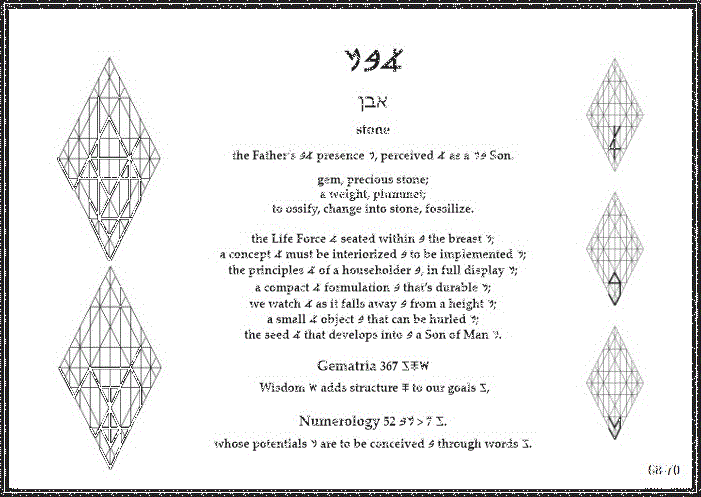 𐤀𐤁𐤍
אבן
stone
the Father's 𐤀𐤁 presence 𐤍, perceived 𐤀 as a 𐤁𐤍 Son.
gem, precious stone;
a weight, plummet;
to ossify, change into stone, fossilize.
the Life Force 𐤀 seated within 𐤁 the breast 𐤍;
a concept 𐤀 must be interiorized 𐤁 to be implemented 𐤍;
the principles 𐤀 of a householder 𐤁, in full display 𐤍;
a compact 𐤀 formulation 𐤁 that's durable 𐤍;
we watch 𐤀 as it falls away 𐤁 from a height 𐤍;
a small 𐤀 object 𐤁 that can be hurled 𐤍;
the seed 𐤀 that develops into 𐤁 a Son of Man 𐤍.
Gematria 367 𐤔𐤎𐤆
Wisdom 𐤔 adds structure 𐤎 to our goals 𐤆,
Numerology 52 𐤍𐤁 > 7 𐤆.
whose potentials 𐤍 are to be conceived 𐤁 through words 𐤆.
𐤀
𐤁
𐤍
68-70